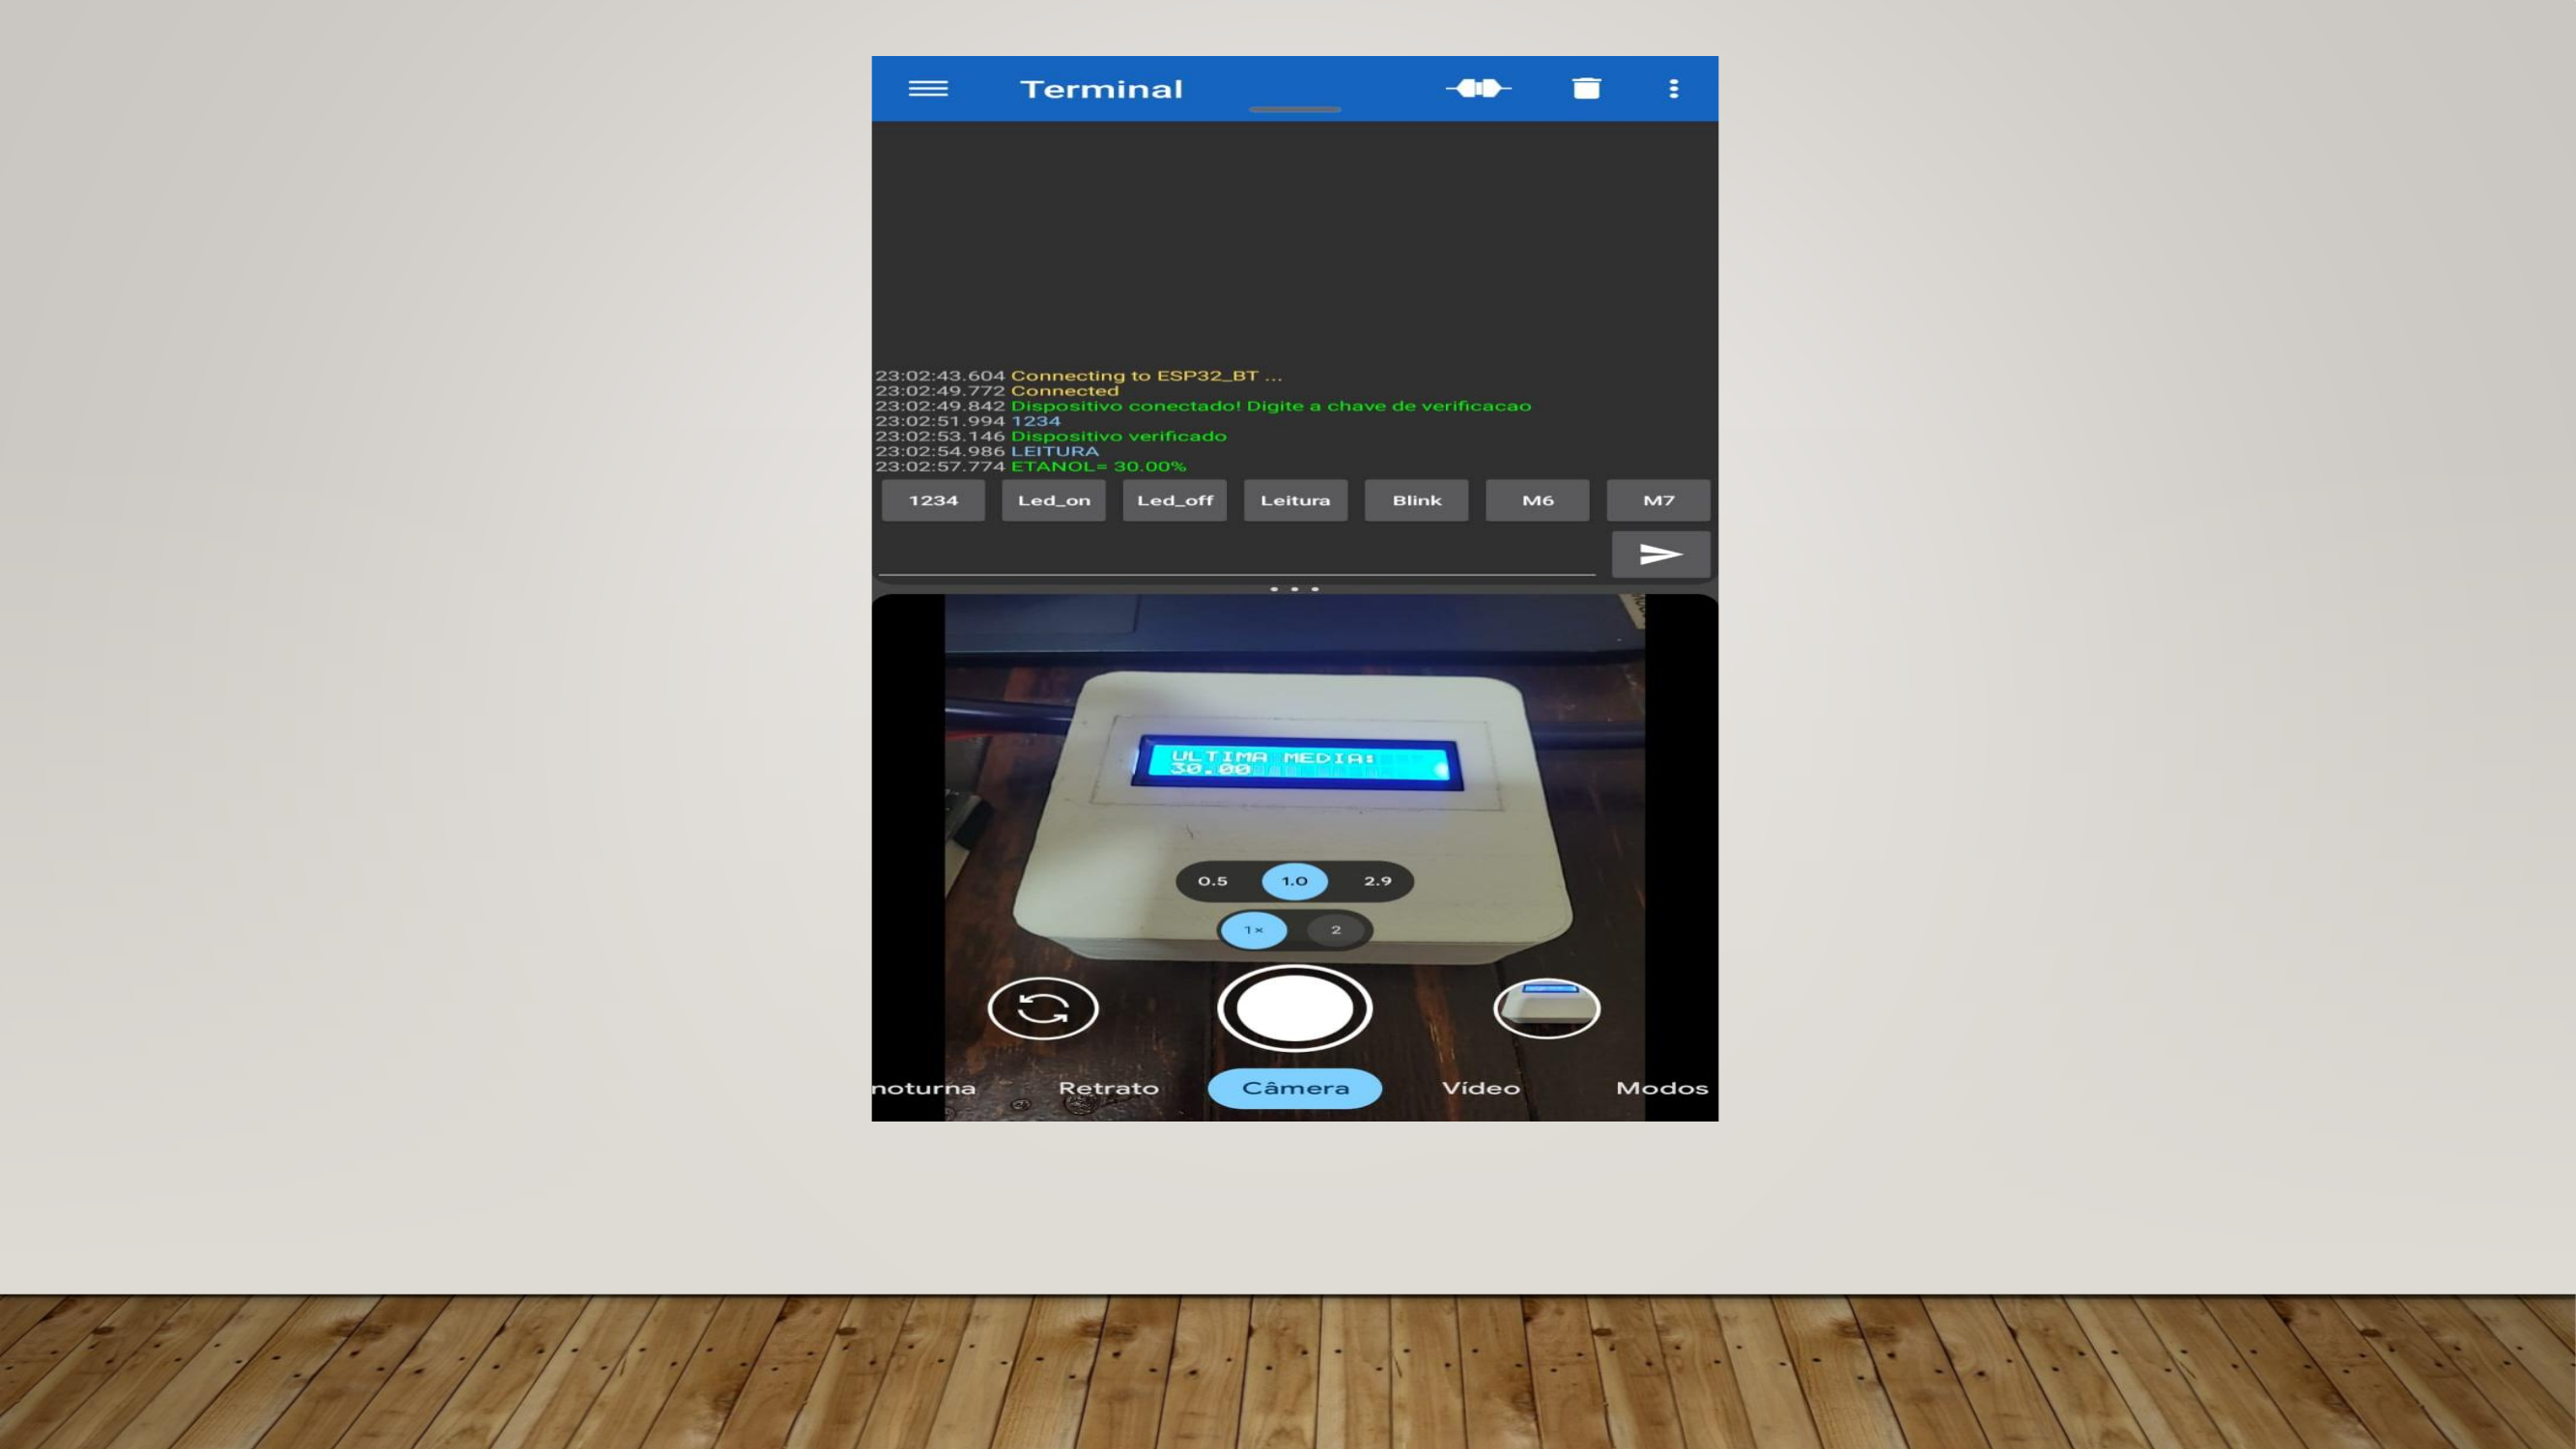 Terminal
23:02:43.604 Connecting to ESP32_BT ...
23:02:49.772 Connected
23:02:49.842 Dispositivo conectado! Digite a chave de verificacao
23:02:51.994 1234
23:02:53.146 Dispositivo verificado
23:02:54.986 LEITURA
23:02:57.774 ETANOL= 30.00%
1234 Led_on Led_off Leitura Blink M6 M7
ULTIMA MEDIA:
30.00
0.5 1.0 2.9
1× 2
noturna Retrato Câmera Vídeo Modos